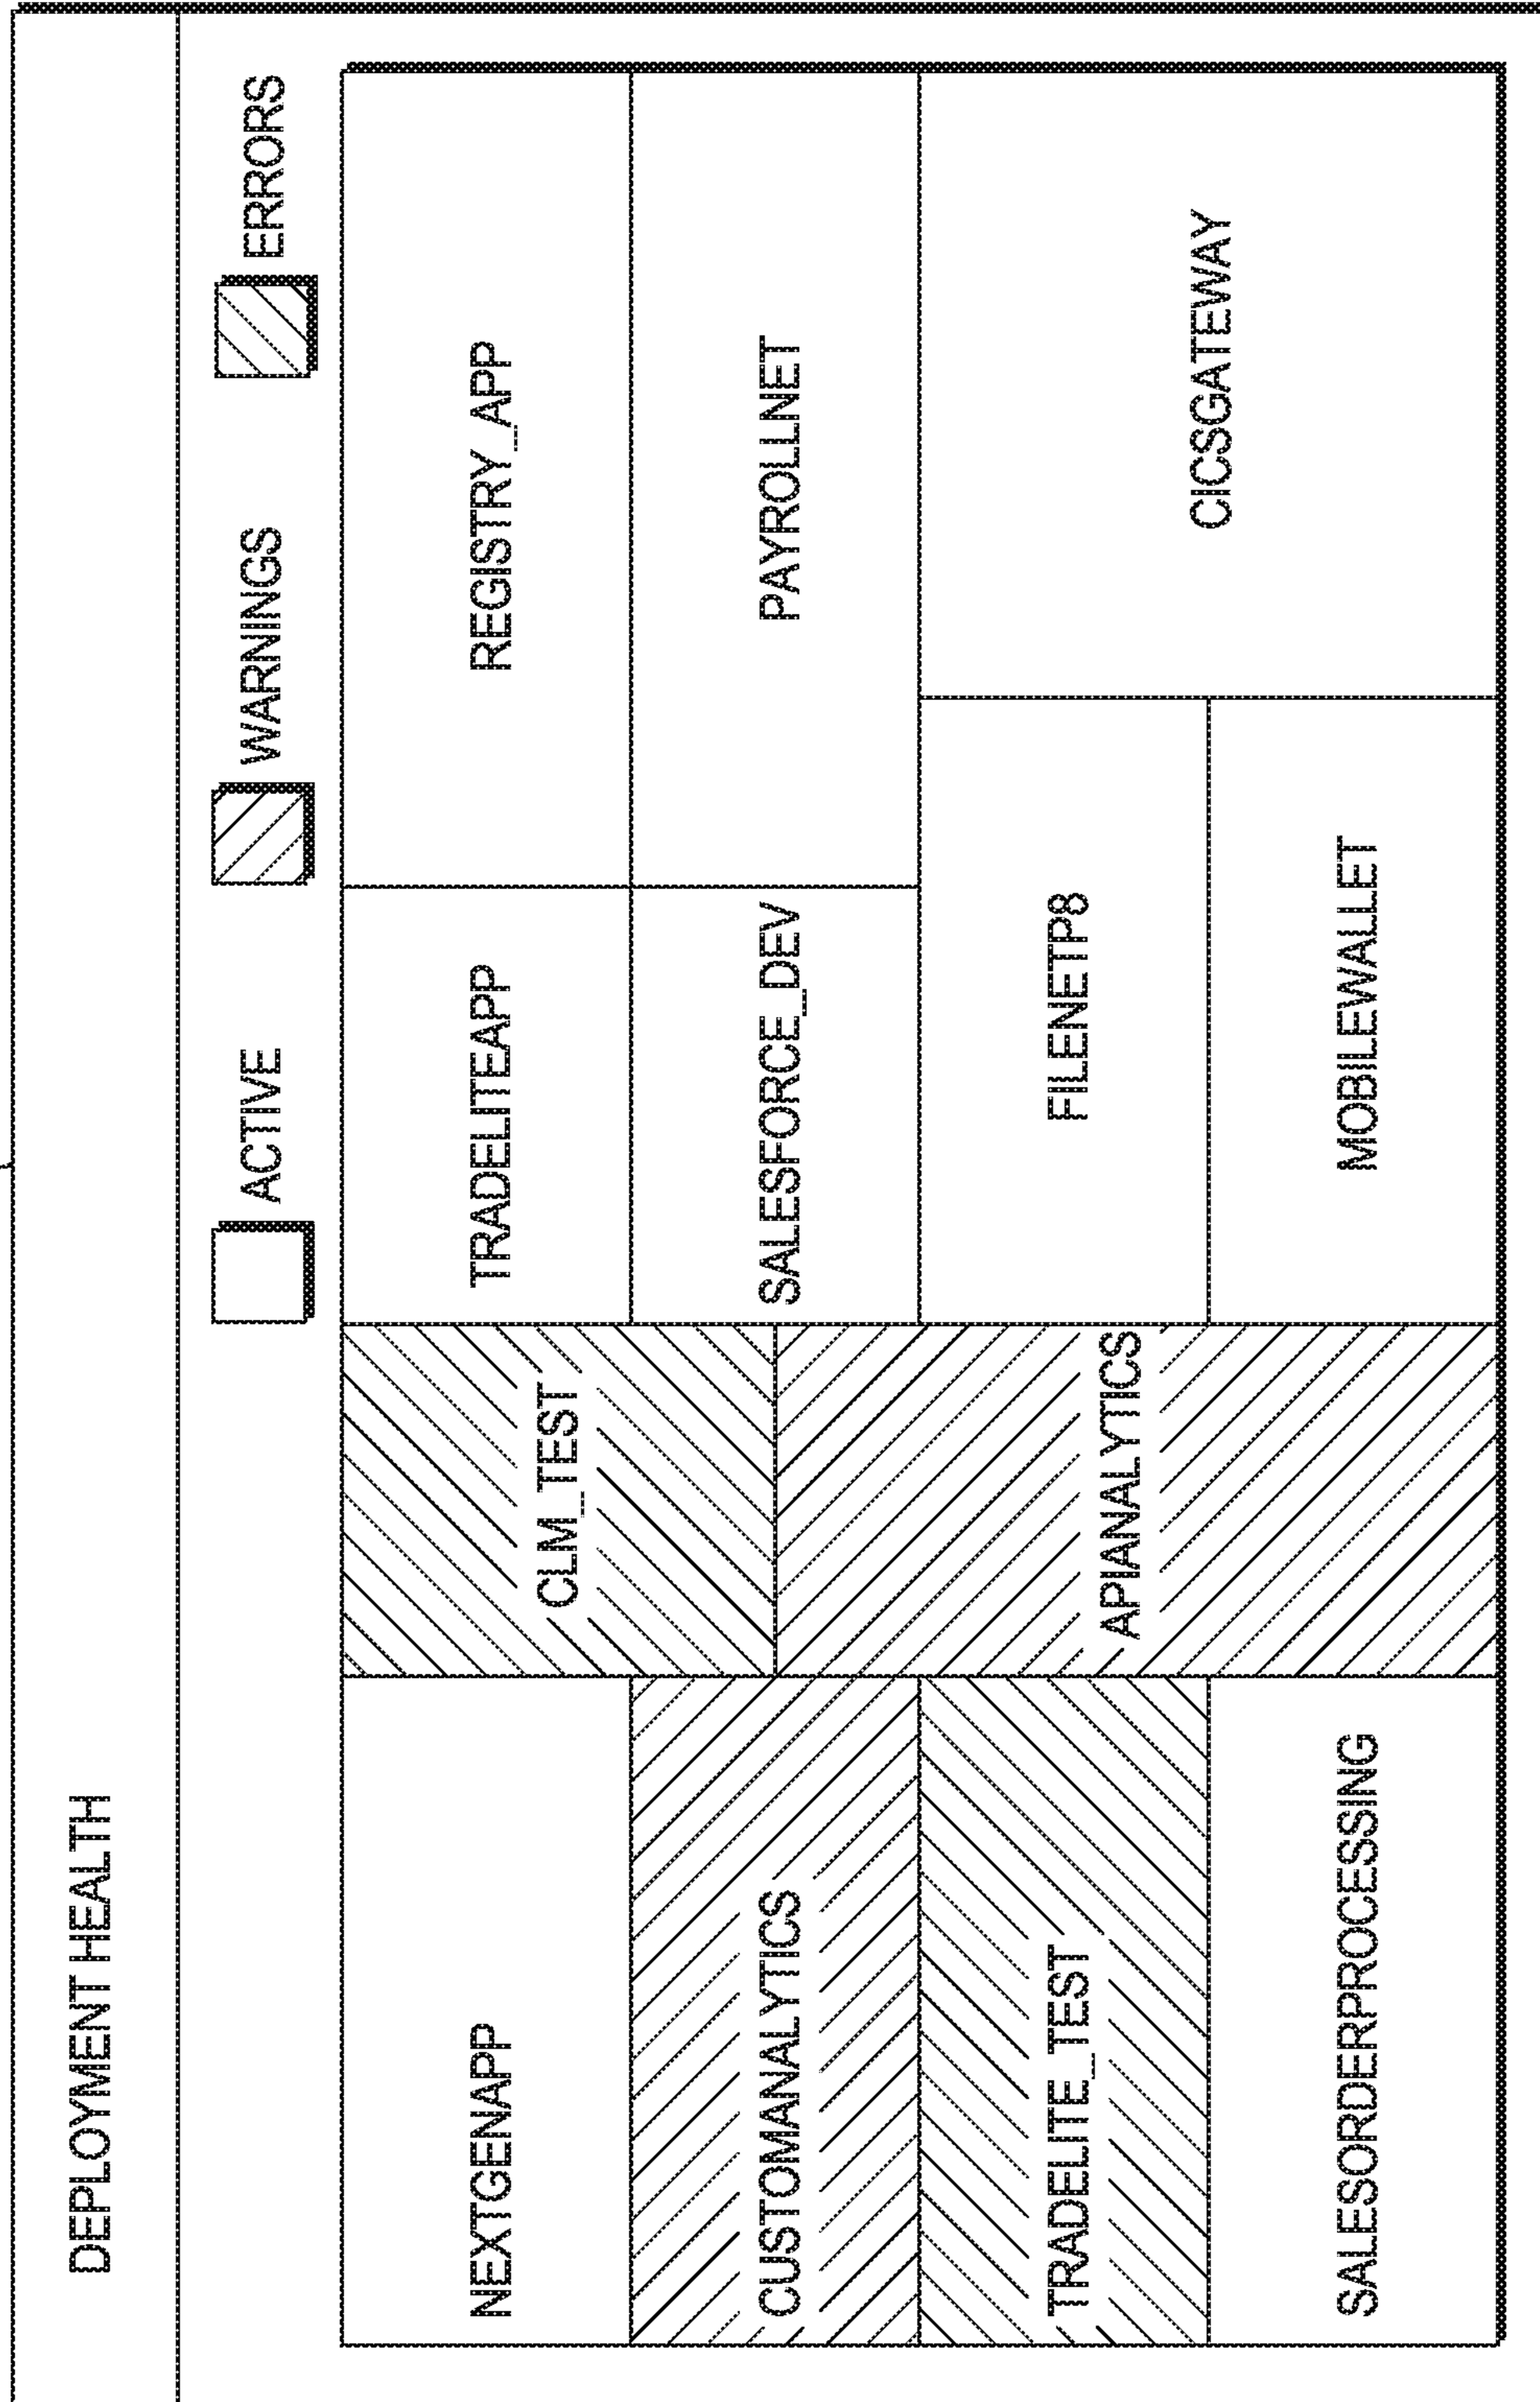 DEPLOYMENT HEALTH
ACTIVE
WARNINGS
ERRORS
NEXTGENAPP
CLM_TEST
TRADELITEAPP
REGISTRY_APP
CUSTOMANALYTICS
SALESFORCE_DEV
PAYROLLNET
TRADELITE_TEST
APIANALYTICS
FILENETP8
CICSGATEWAY
SALESORDERPROCESSING
MOBILEWALLET